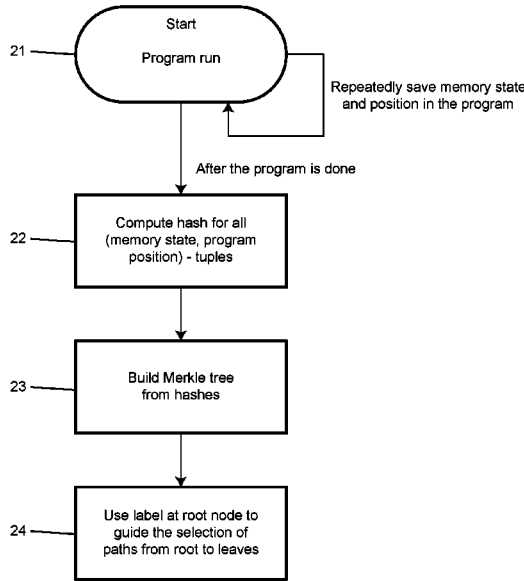 Start
21
Program run
Repeatedly save memory state
and position in the program
After the program is done
22
Compute hash for all
(memory state, program
position) - tuples
23
Build Merkle tree
from hashes
24
Use label at root node to
guide the selection of
paths from root to leaves